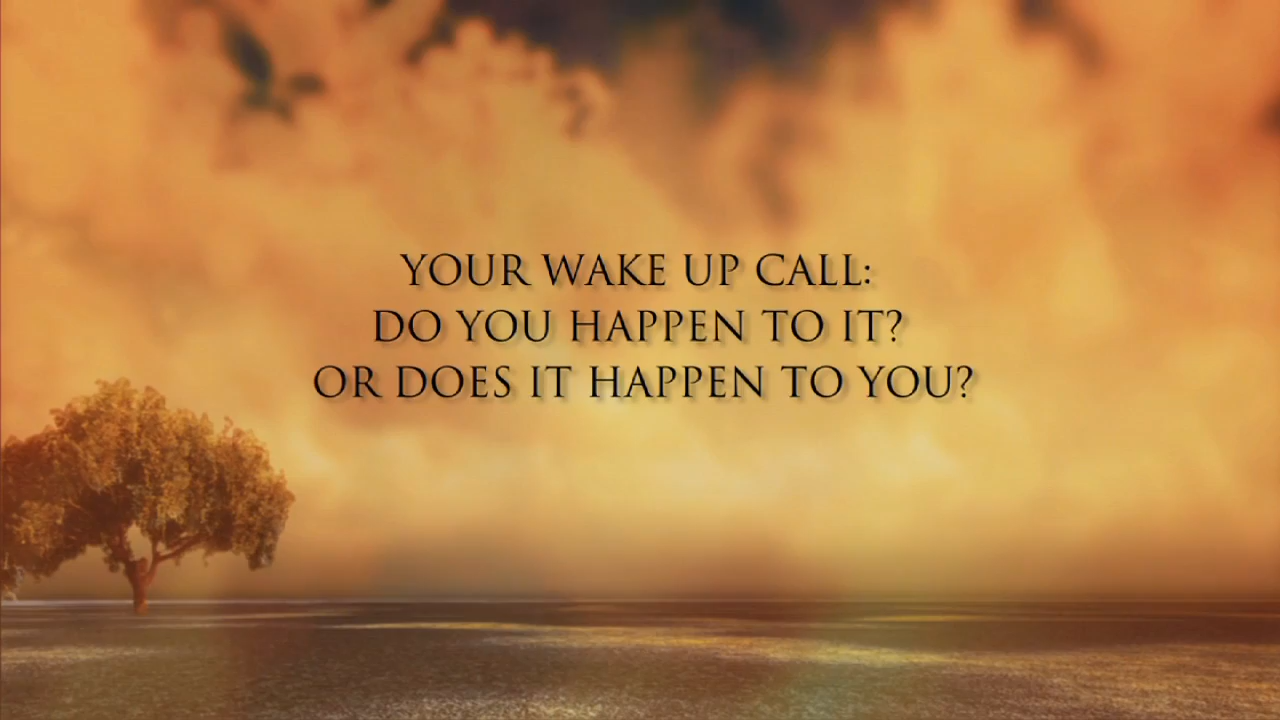 YOUR WAKE UP CALL:
DO YOU HAPPEN TO IT?
OR DOES IT HAPPEN TO YOU?